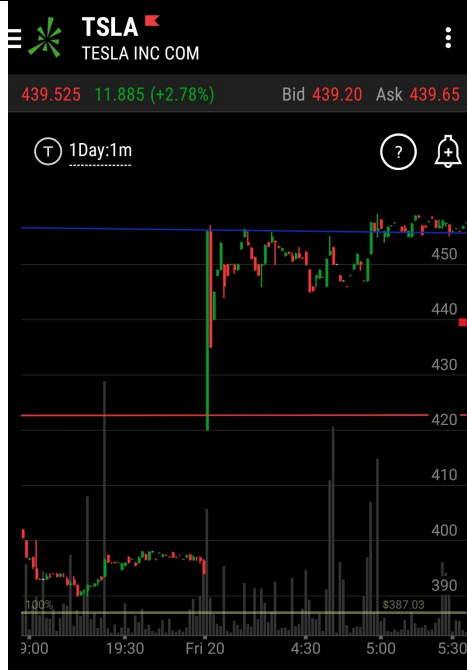 TSLA
TESLA INC COM
439.525 11.885 (+2.78%) Bid 439.20 Ask 439.65
T 1Day:1m ?
450
440
430
420
410
400
390
100% $387.03
9:00 19:30 Fri 20 4:30 5:00 5:30